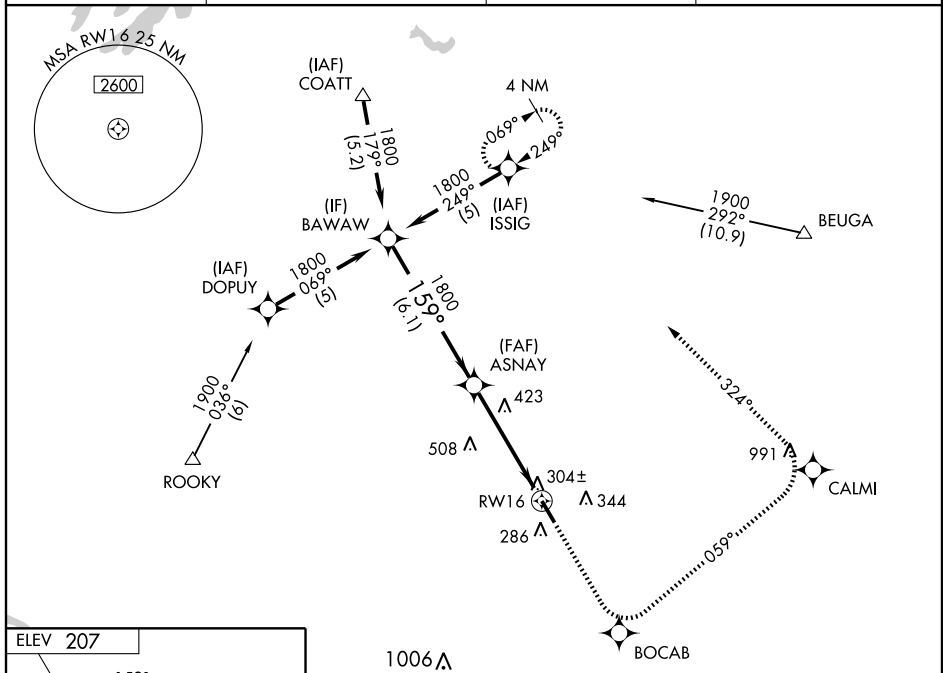 MSA RW16 25 NM
2600
(IAF)
COATT
1800
179°
(5.2)
4 NM
069°
249°
1800
249°
(5)
(IAF)
ISSIG
(IF)
BAWAW
1900
292°
(10.9)
BEUGA
(IAF)
DOPUY
1800
069°
(5)
1800
159°
(6.1)
1900
036°
(6)
ROOKY
(FAF)
ASNAY
423
508
324°
991
CALMI
304±
RW16
344
286
059°
BOCAB
ELEV 207
1006